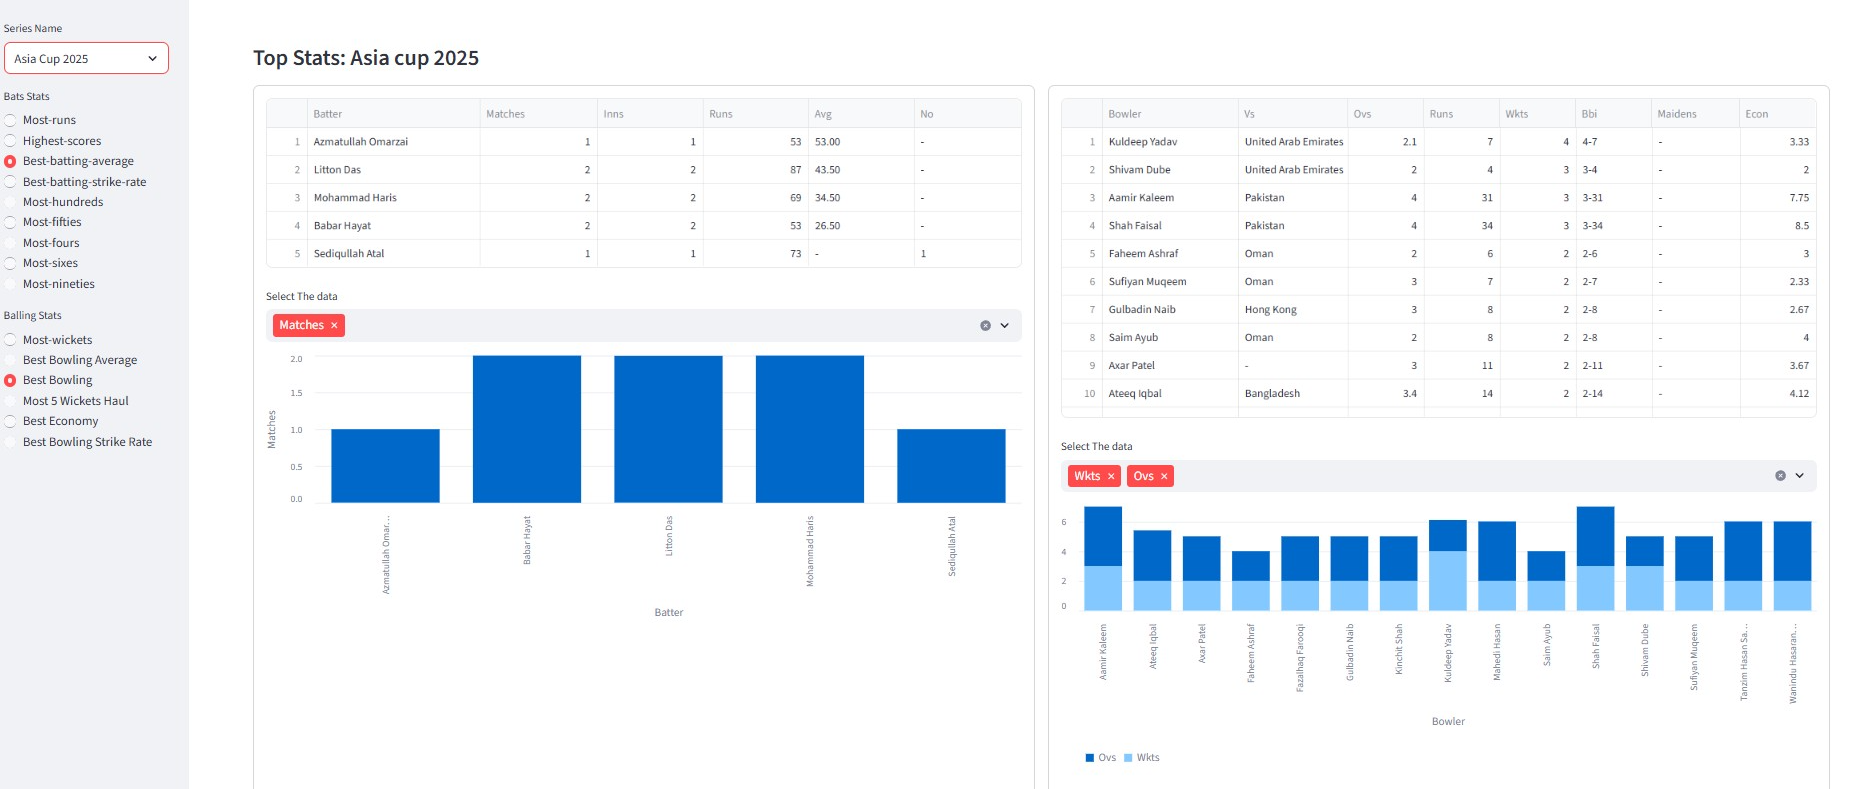 Series Name
Asia Cup 2025
Bats Stats
Most-runs
Highest-scores
Best-batting-average
Best-batting-strike-rate
Most-hundreds
Most-fifties
Most-fours
Most-sixes
Most-nineties
Balling Stats
Most-wickets
Best Bowling Average
Best Bowling
Most 5 Wickets Haul
Best Economy
Best Bowling Strike Rate
Top Stats: Asia cup 2025
Batter Matches Inns Runs Avg No
1 Azmatullah Omarzai 1 1 53 53.00 -
2 Litton Das 2 2 87 43.50 -
3 Mohammad Haris 2 2 69 34.50 -
4 Babar Hayat 2 2 53 26.50 -
5 Sediqullah Atal 1 1 73 - 1
Select The data
Matches ×
2.0
1.5
1.0
0.5
0.0
Matches
Azmatullah Omar…
Babar Hayat
Litton Das
Mohammad Haris
Sediqullah Atal
Batter
Bowler Vs Ovs Runs Wkts Bbi Maidens Econ
1 Kuldeep Yadav United Arab Emirates 2.1 7 4 4-7 - 3.33
2 Shivam Dube United Arab Emirates 2 4 3 3-4 - 2
3 Aamir Kaleem Pakistan 4 31 3 3-31 - 7.75
4 Shah Faisal Pakistan 4 34 3 3-34 - 8.5
5 Faheem Ashraf Oman 2 6 2 2-6 - 3
6 Sufiyan Muqeem Oman 3 7 2 2-7 - 2.33
7 Gulbadin Naib Hong Kong 3 8 2 2-8 - 2.67
8 Saim Ayub Oman 2 8 2 2-8 - 4
9 Axar Patel - 3 11 2 2-11 - 3.67
10 Ateeq Iqbal Bangladesh 3.4 14 2 2-14 - 4.12
Select The data
Wkts × Ovs ×
6
4
2
0
Aamir Kaleem
Ateeq Iqbal
Axar Patel
Faheem Ashraf
Fazalhaq Farooqi
Gulbadin Naib
Kinchit Shah
Kuldeep Yadav
Mahedi Hasan
Saim Ayub
Shah Faisal
Shivam Dube
Sufiyan Muqeem
Tanzim Hasan Sa…
Wanindu Hasaran…
Bowler
Ovs Wkts